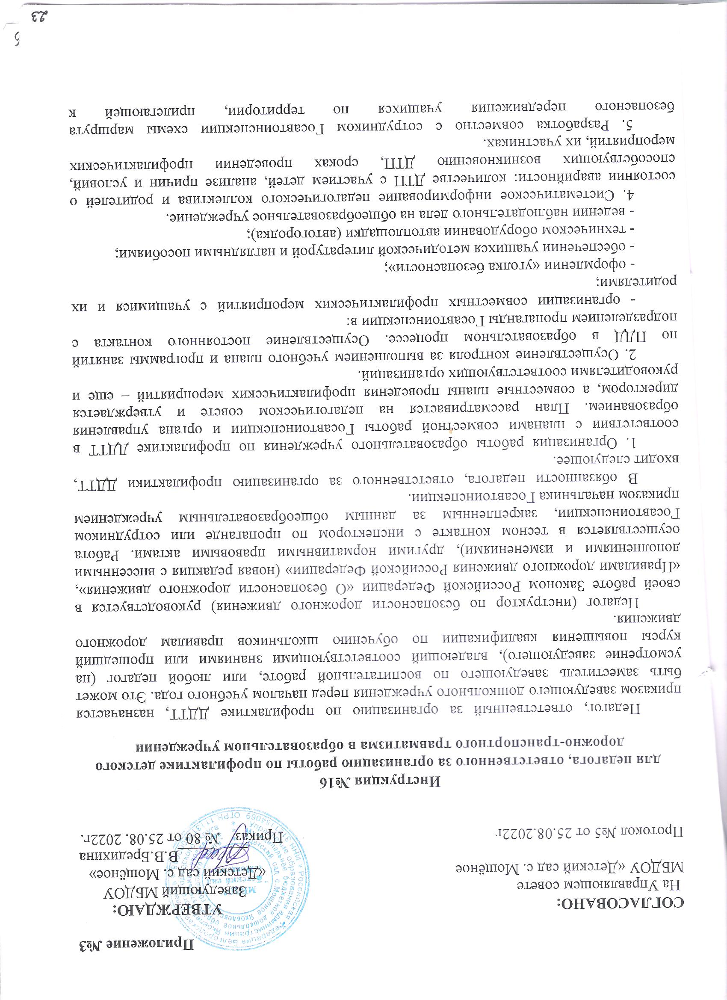 Приложение №3
СОГЛАСОВАНО:
На Управляющем совете
МБДОУ «Детский сад с. Мощёное
Протокол №5 от 25.08.2022г
УТВЕРЖДАЮ:
Заведующий МБДОУ
«Детский сад с. Мощёное»
В.В.Бредихина
Приказ № 80 от 25.08. 2022г.
Инструкция №16
для педагога, ответственного за организацию работы по профилактике детского
дорожно-транспортного травматизма в образовательном учреждении
Педагог, ответственный за организацию по профилактике ДДТТ, назначается
приказом заведующего дошкольного учреждения перед началом учебного года. Это может
быть заместитель заведующего по воспитательной работе, или любой педагог (на
усмотрение заведующего), владеющий соответствующими знаниями или прошедший
курсы повышения квалификации по обучению школьников правилам дорожного
движения.
Педагог (инструктор по безопасности дорожного движения) руководствуется в
своей работе Законом Российской Федерации «О безопасности дорожного движения»,
«Правилами дорожного движения Российской Федерации» (новая редакция с внесенными
дополнениями и изменениями), другими нормативными правовыми актами. Работа
осуществляется в тесном контакте с инспектором по пропаганде или сотрудником
Госавтоинспекции, закрепленным за данным общеобразовательным учреждением
приказом начальника Госавтоинспекции.
В обязанности педагога, ответственного за организацию профилактики ДДТТ,
входит следующее.
1. Организация работы образовательного учреждения по профилактике ДДТТ в
соответствии с планами совместной работы Госавтоинспекции и органа управления
образованием. План рассматривается на педагогическом совете и утверждается
директором, а совместные планы проведения профилактических мероприятий – еще и
руководителями соответствующих организаций.
2. Осуществление контроля за выполнением учебного плана и программы занятий
по ПДД в образовательном процессе. Осуществление постоянного контакта с
подразделением пропаганды Госавтоинспекции в:
- организации совместных профилактических мероприятий с учащимися и их
родителями;
- оформлении «уголка безопасности»;
- обеспечении учащихся методической литературой и наглядными пособиями;
- техническом оборудовании автоплощадки (автогородка);
- ведении наблюдательного дела на общеобразовательное учреждение.
4. Систематическое информирование педагогического коллектива и родителей о
состоянии аварийности: количестве ДТП с участием детей, анализе причин и условий,
способствующих возникновению ДТП, сроках проведении профилактических
мероприятий, их участниках.
5. Разработка совместно с сотрудником Госавтоинспекции схемы маршрута
безопасного передвижения учащихся по территории, прилегающей к
23